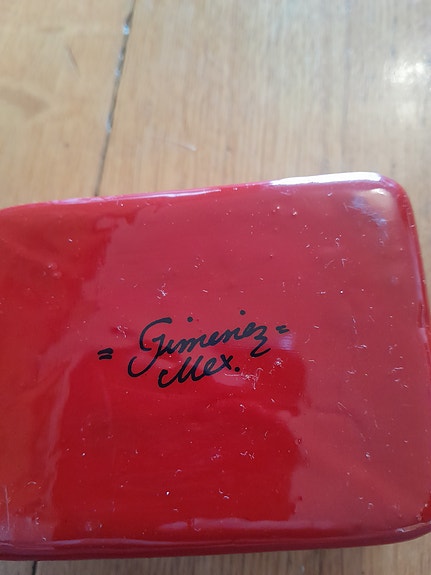 = Gimenez =
Mex.